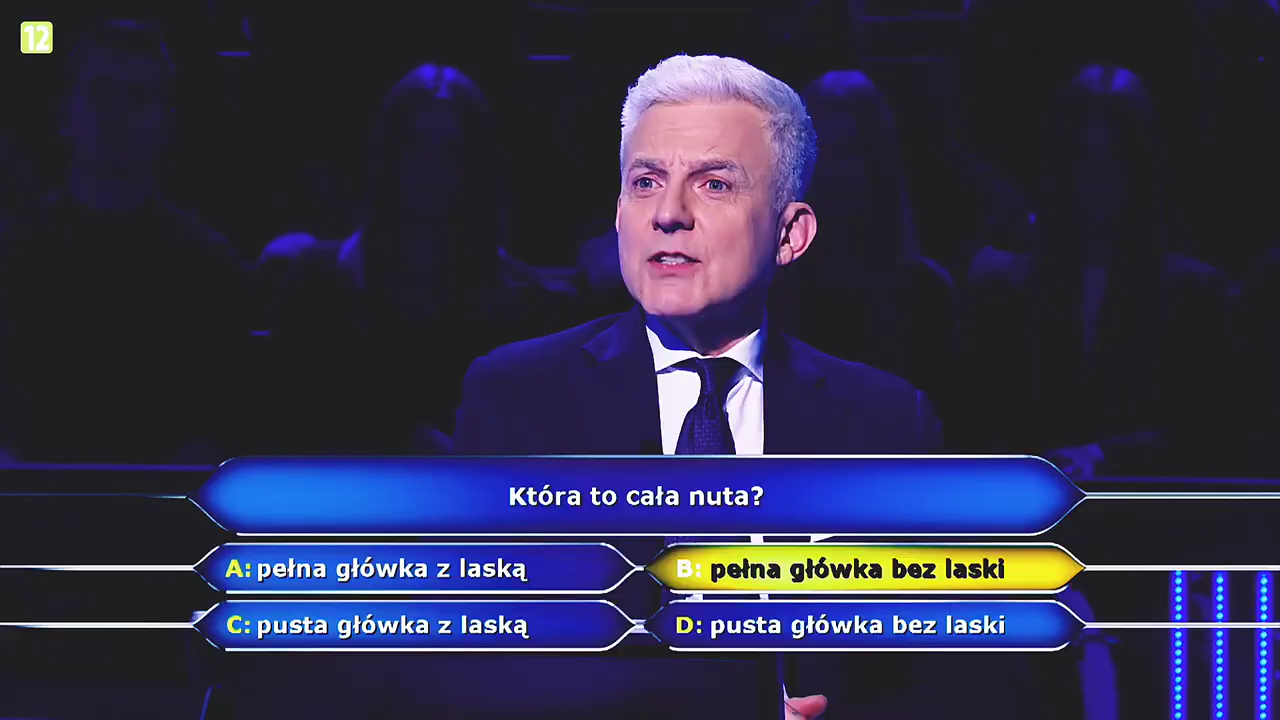 12
Która to cała nuta?
A: pełna główka z laską
B: pełna główka bez laski
C: pusta główka z laską
D: pusta główka bez laski